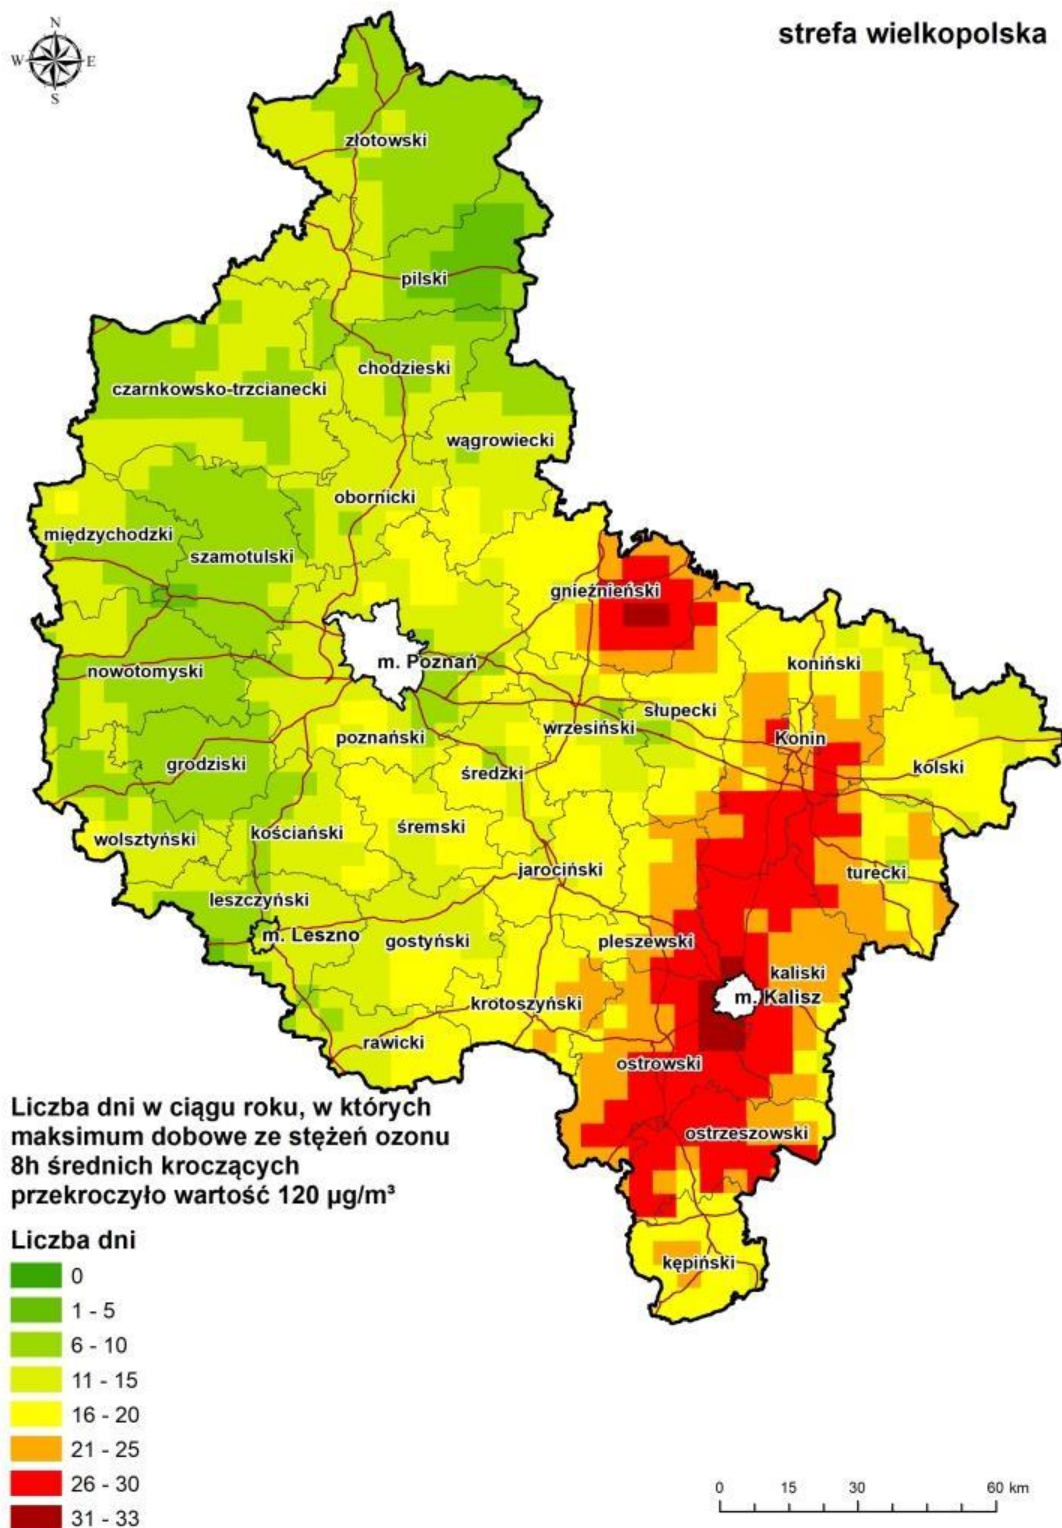 N
W E
S
strefa wielkopolska
złotowski
pilski
chodzieski
czarnkowsko-trzcianecki
wągrowiecki
obornicki
międzychodzki
szamotulski
gnieźnieński
m. Poznań
koniński
nowotomyski
słupecki
wrzesiński
poznański
Konin
grodziski
średzki
kolski
śremski
kościański
wolsztyński
jarociński
turecki
leszczyński
m. Leszno
gostyński
pleszewski
kaliski
m. Kalisz
krotoszyński
rawicki
ostrowski
Liczba dni w ciągu roku, w których
maksimum dobowe ze stężeń ozonu
8h średnich kroczących
przekroczyło wartość 120 µg/m³
ostrzeszowski
kępiński
Liczba dni
0
1 - 5
6 - 10
11 - 15
16 - 20
21 - 25
26 - 30
31 - 33
0 15 30 60 km